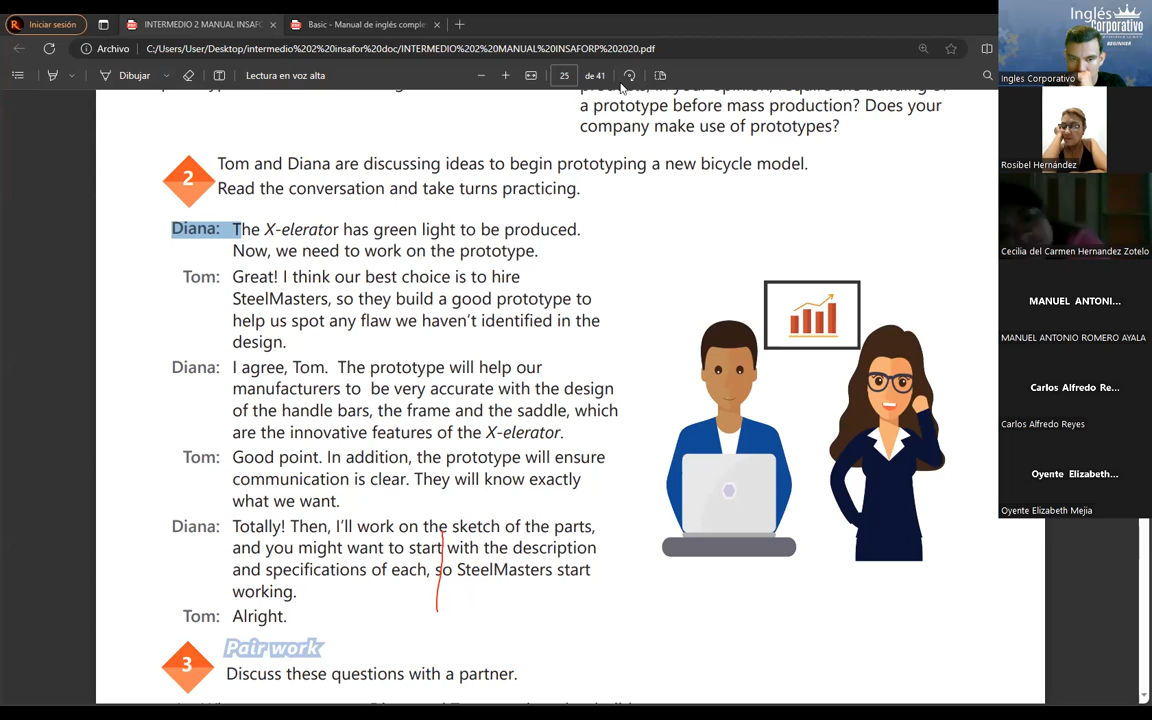 Iniciar sesión
INTERMEDIO 2 MANUAL INSAFO
Basic - Manual de inglés comple
Archivo
C:/Users/User/Desktop/intermedio%202%20insafor%20doc/INTERMEDIO%202%20MANUAL%20INSAFORP%202020.pdf
Dibujar
Lectura en voz alta
25
de 41
a prototype before mass production? Does your
company make use of prototypes?
2
Tom and Diana are discussing ideas to begin prototyping a new bicycle model.
Read the conversation and take turns practicing.
Diana: The X-elerator has green light to be produced.
Now, we need to work on the prototype.
Tom: Great! I think our best choice is to hire
SteelMasters, so they build a good prototype to
help us spot any flaw we haven't identified in the
design.
Diana: I agree, Tom. The prototype will help our
manufacturers to be very accurate with the design
of the handle bars, the frame and the saddle, which
are the innovative features of the X-elerator.
Tom: Good point. In addition, the prototype will ensure
communication is clear. They will know exactly
what we want.
Diana: Totally! Then, I'll work on the sketch of the parts,
and you might want to start with the description
and specifications of each, so SteelMasters start
working.
Tom: Alright.
3
Pair work
Discuss these questions with a partner.
Inglés
Corporativo
BEGINNER
Ingles Corporativo
Rosibel Hernández
Cecilia del Carmen Hernandez Zotelo
MANUEL ANTONI...
MANUEL ANTONIO ROMERO AYALA
Carlos Alfredo Re...
Carlos Alfredo Reyes
Oyente Elizabeth...
Oyente Elizabeth Mejia